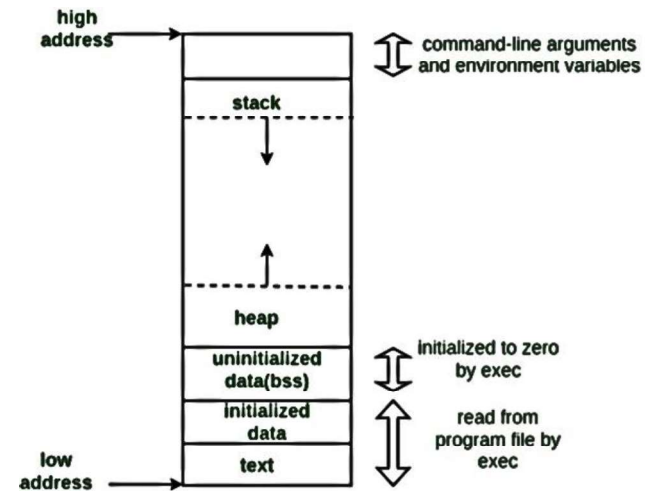 high
address
command-line arguments
and environment variables
stack
heap
uninitialized
data(bss)
initialized to zero
by exec
initialized
data
read from
program file by
exec
text
low
address